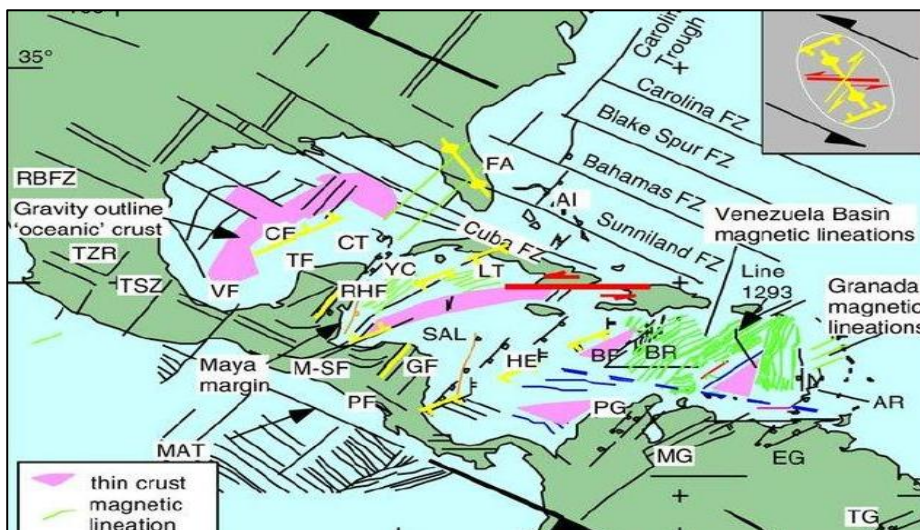 35°
Carolina
Trough
Carolina FZ
Blake Spur FZ
Bahamas FZ
Sunniland FZ
Cuba FZ
FA
AI
RBFZ
Gravity outline
'oceanic' crust
Venezuela Basin
magnetic lineations
Line
1293
Granada
magnetic
lineations
CF
CT
TF
TZR
TSZ
VF
YC
LT
RHF
SAL
HE
BF
BR
Maya
margin
M-SF
GF
PF
PG
AR
MAT
MG
EG
TG
thin crust
magnetic
lineation